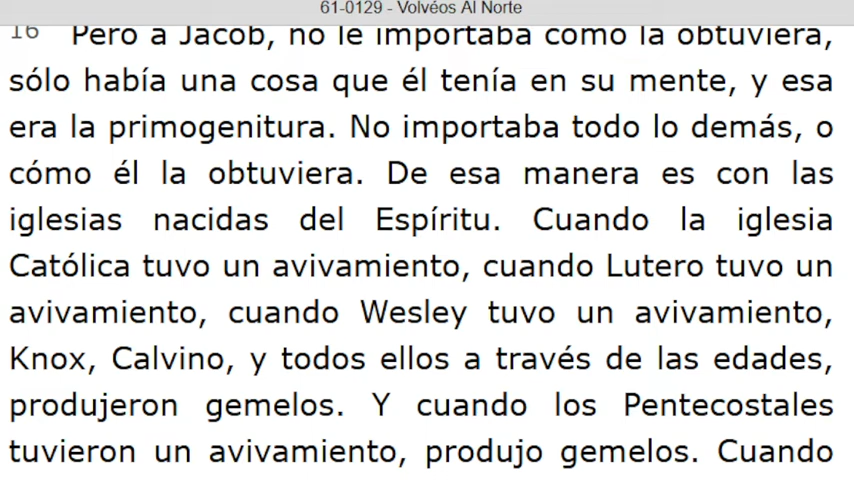 61-0129 - Volvéos Al Norte
16 Pero a Jacob, no le importaba cómo la obtuviera,
sólo había una cosa que él tenía en su mente, y esa
era la primogenitura. No importaba todo lo demás, o
cómo él la obtuviera. De esa manera es con las
iglesias nacidas del Espíritu. Cuando la iglesia
Católica tuvo un avivamiento, cuando Lutero tuvo un
avivamiento, cuando Wesley tuvo un avivamiento,
Knox, Calvino, y todos ellos a través de las edades,
produjeron gemelos. Y cuando los Pentecostales
tuvieron un avivamiento, produjo gemelos. Cuando